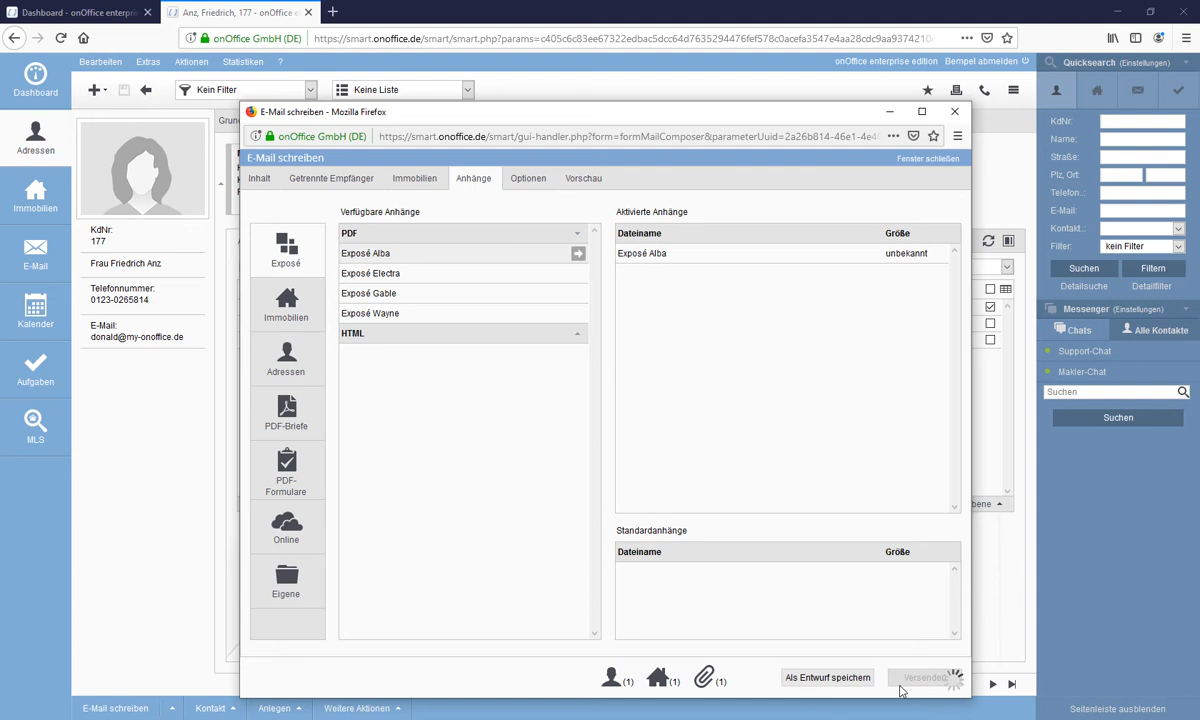 Dashboard - onOffice enterpris
Anz, Friedrich, 177 - onOffice e
onOffice GmbH (DE)
https://smart.onoffice.de/smart/smart.php?params=c405c6c83ee67322edbac5dcc64d7635294476fef578c0acefa3547e4aa28cdc9aa9374210
Bearbeiten
Extras
Aktionen
Statistiken
?
onOffice enterprise edition
Bempel abmelden
Quicksearch (Einstellungen)
Dashboard
Adressen
Immobilien
E-Mail
Kalender
Aufgaben
MLS
Kein Filter
Keine Liste
KdNr:
177
Frau Friedrich Anz
Telefonnummer:
0123-0265814
E-Mail:
donald@my-onoffice.de
E-Mail schreiben - Mozilla Firefox
onOffice GmbH (DE)
https://smart.onoffice.de/smart/gui-handler.php?form=formMailComposer&parameterUuid=2a26b814-46e1-4e4
E-Mail schreiben
Fenster schließen
Inhalt
Getrennte Empfänger
Immobilien
Anhänge
Optionen
Vorschau
Exposé
Immobilien
Adressen
PDF-Briefe
PDF-
Formulare
Online
Eigene
Verfügbare Anhänge
PDF
Exposé Alba
Exposé Electra
Exposé Gable
Exposé Wayne
HTML
Aktivierte Anhänge
Dateiname
Größe
Exposé Alba
unbekannt
Standardanhänge
Dateiname
Größe
(1)
(1)
(1)
Als Entwurf speichern
Versenden
KdNr:
Name:
Straße:
Plz, Ort:
Telefon..:
E-Mail:
Kontakt.:
Filter:
kein Filter
Suchen
Filtern
Detailsuche
Detailfilter
Messenger (Einstellungen)
Chats
Alle Kontakte
Support-Chat
Makler-Chat
Suchen
Suchen
E-Mail schreiben
Kontakt
Anlegen
Weitere Aktionen
Seitenleiste ausblenden